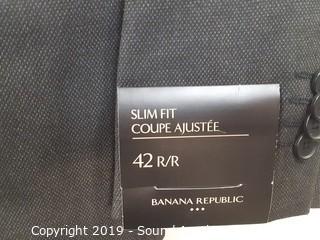 SLIM FIT
COUPE AJUSTÉE
42 R/R
BANANA REPUBLIC
Copyright 2019 - Sound